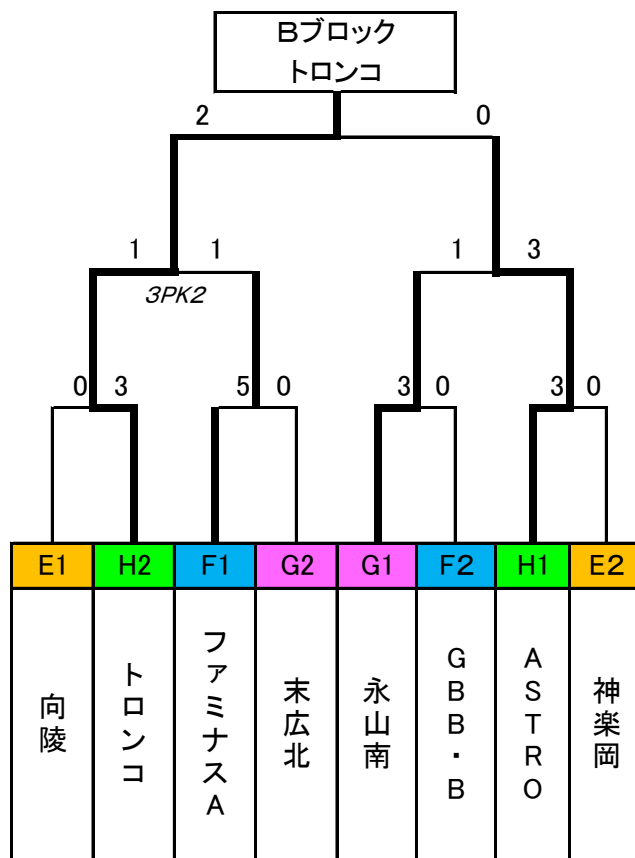 Bブロック
トロンコ
2 0
1 1 1 3
3PK2
0 3 5 0 3 0 3 0
E1 H2 F1 G2 G1 F2 H1 E2
向陵
トロンコ
ファミナスA
末広北
永山南
GBB・B
ASTRO
神楽岡